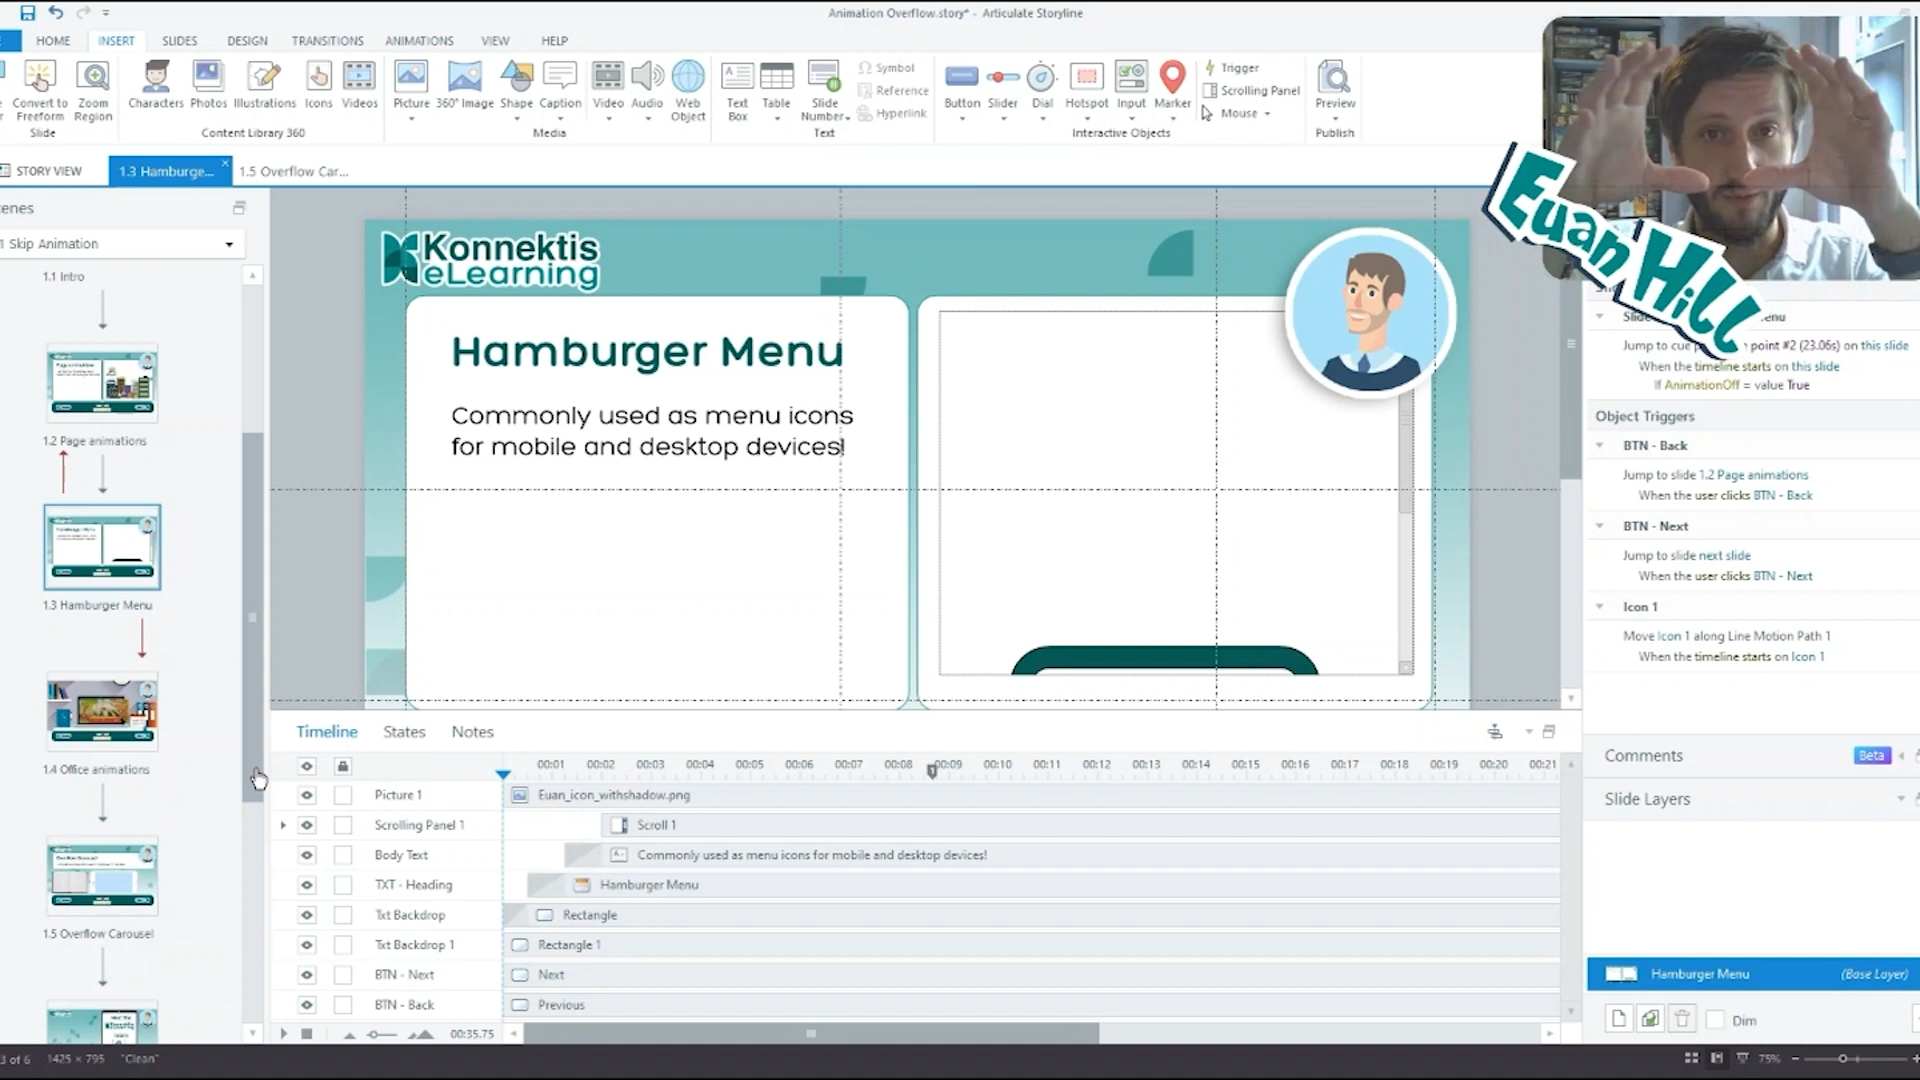 Animation Overflow.story* - Articulate Storyline
HOME INSERT SLIDES DESIGN TRANSITIONS ANIMATIONS VIEW HELP
Convert to Freeform
Zoom Region
Slide
Characters Photos Illustrations Icons Videos
Content Library 360
Picture 360° Image Shape Caption Video Audio Web Object
Media
Text Box
Table
Slide Number
Symbol
Reference
Hyperlink
Text
Button Slider Dial Hotspot Input Marker
Trigger
Scrolling Panel
Mouse
Interactive Objects
Preview
Publish
Euan Hill
STORY VIEW 1.3 Hamburge... 1.5 Overflow Car...
enes
1 Skip Animation
1.1 Intro
1.2 Page animations
1.3 Hamburger Menu
1.4 Office animations
1.5 Overflow Carousel
Konnektis
eLearning
Hamburger Menu
Commonly used as menu icons
for mobile and desktop devices!
Jump to cue point #2 (23.06s) on this slide
When the timeline starts on this slide
If AnimationOff = value True
Object Triggers
BTN - Back
Jump to slide 1.2 Page animations
When the user clicks BTN - Back
BTN - Next
Jump to slide next slide
When the user clicks BTN - Next
Icon 1
Move Icon 1 along Line Motion Path 1
When the timeline starts on Icon 1
Comments Beta
Slide Layers
Hamburger Menu (Base Layer)
Dim
Timeline States Notes
00:01 00:02 00:03 00:04 00:05 00:06 00:07 00:08 00:09 00:10 00:11 00:12 00:13 00:14 00:15 00:16 00:17 00:18 00:19 00:20 00:21
Picture 1 Euan_icon_withshadow.png
Scrolling Panel 1 Scroll 1
Body Text Commonly used as menu icons for mobile and desktop devices!
TXT - Heading Hamburger Menu
Txt Backdrop Rectangle
Txt Backdrop 1 Rectangle 1
BTN - Next Next
BTN - Back Previous
00:35.75
3 of 6 1425 × 795 "Clean" 75%